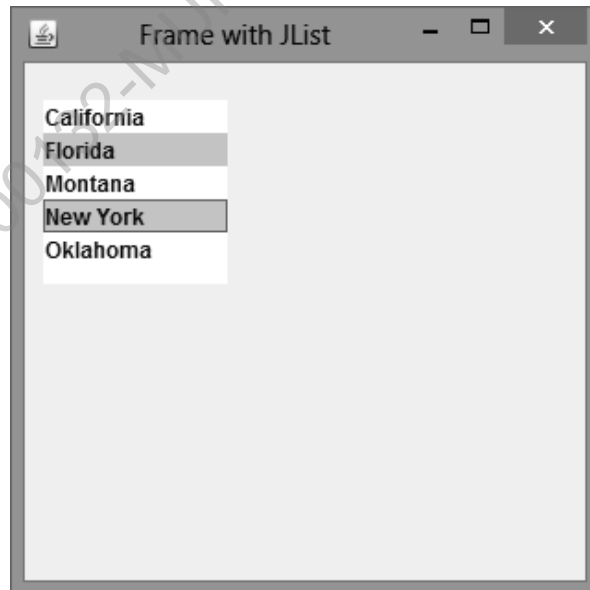 Frame with JList
California
Florida
Montana
New York
Oklahoma